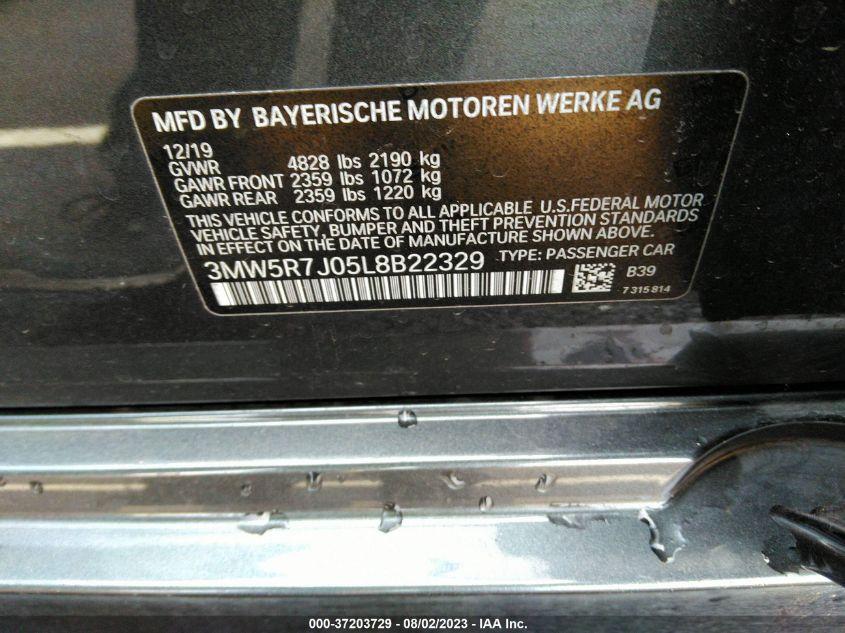 MFD BY BAYERISCHE MOTOREN WERKE AG
12/19
GVWR 4828 lbs 2190 kg
GAWR FRONT 2359 lbs 1072 kg
GAWR REAR 2359 lbs 1220 kg
THIS VEHICLE CONFORMS TO ALL APPLICABLE U.S.FEDERAL MOTOR
VEHICLE SAFETY, BUMPER AND THEFT PREVENTION STANDARDS
IN EFFECT ON THE DATE OF MANUFACTURE SHOWN ABOVE.
3MW5R7J05L8B22329 TYPE: PASSENGER CAR
B39
7 315 814
000-37203729 - 08/02/2023 - IAA Inc.